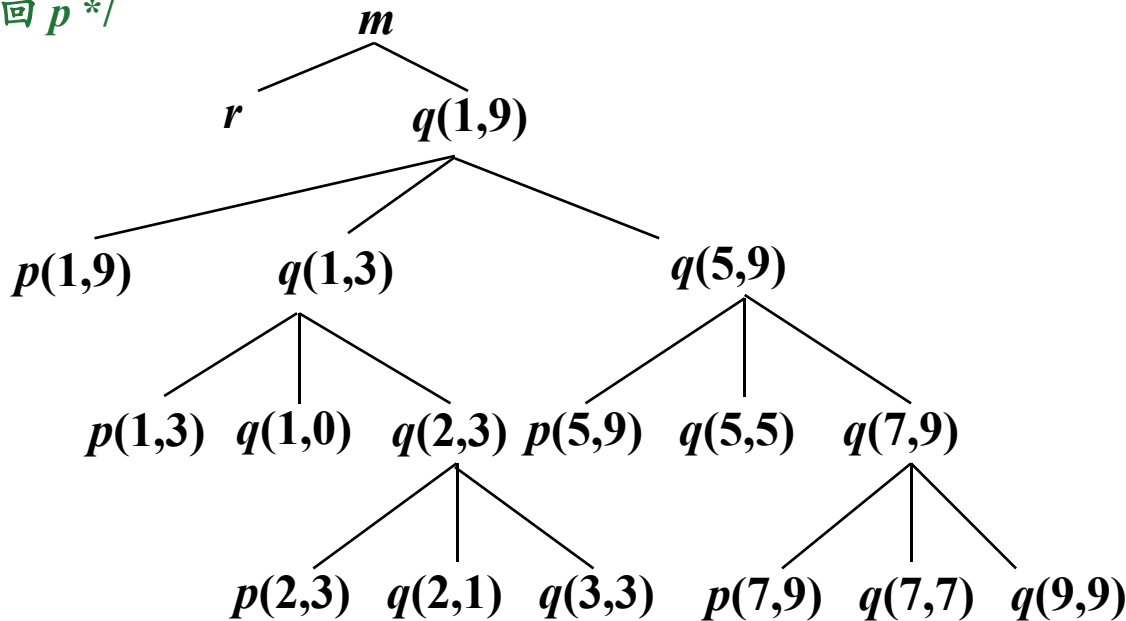 回 p */
m
r q(1,9)
p(1,9) q(1,3) q(5,9)
p(1,3) q(1,0) q(2,3) p(5,9) q(5,5) q(7,9)
p(2,3) q(2,1) q(3,3) p(7,9) q(7,7) q(9,9)